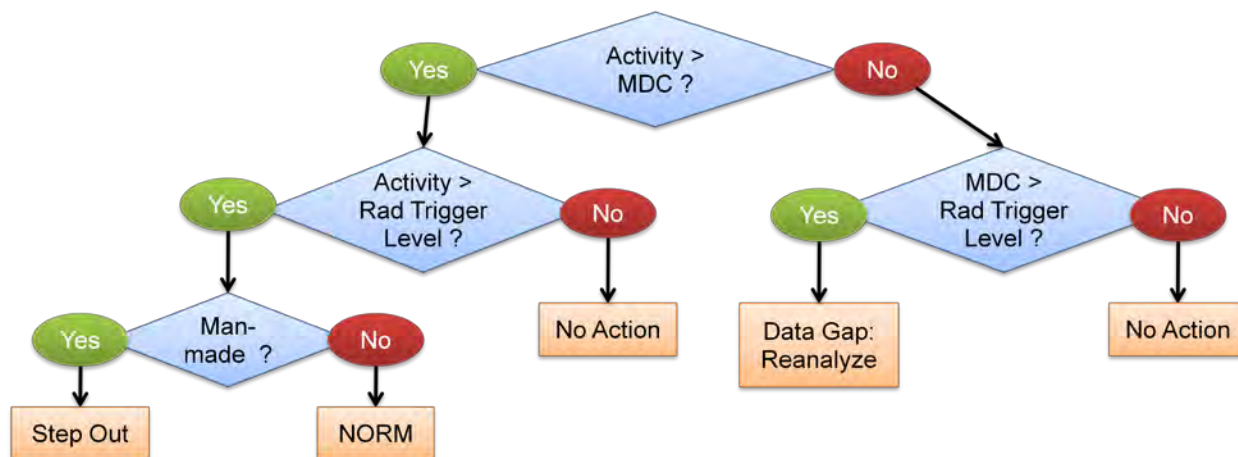 Activity >
MDC ?
Yes
No
Activity >
Rad Trigger
Level ?
Yes
No
MDC >
Rad Trigger
Level ?
Yes
No
Man-
made ?
Yes
No
No Action
Data Gap:
Reanalyze
No Action
Step Out
NORM